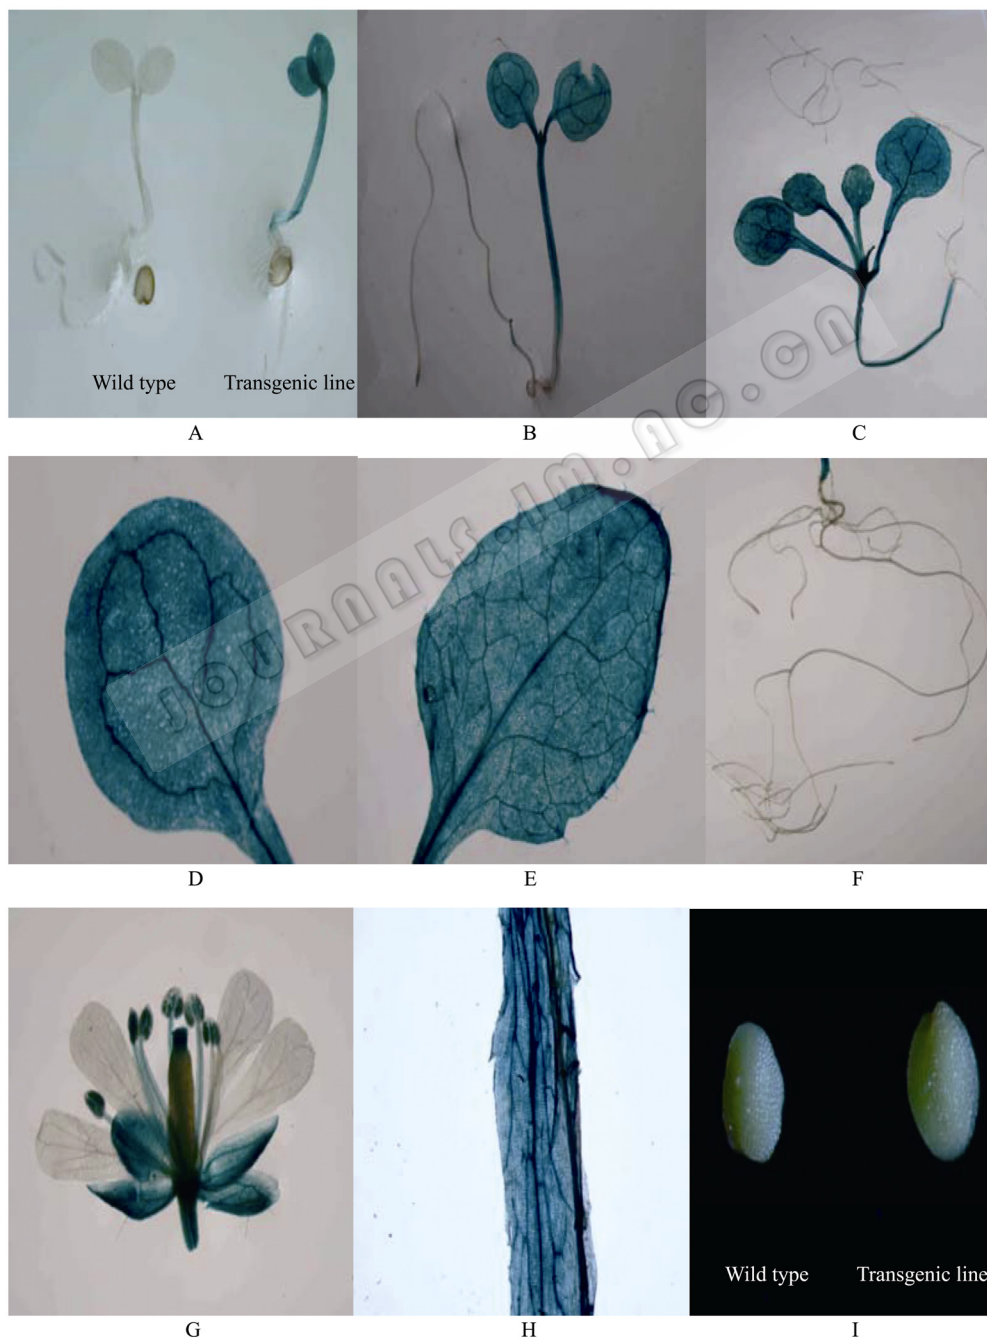 Wild type Transgenic line
A B C
JOURNALS.IM.AC.CN
D E F
Wild type Transgenic line
G H I